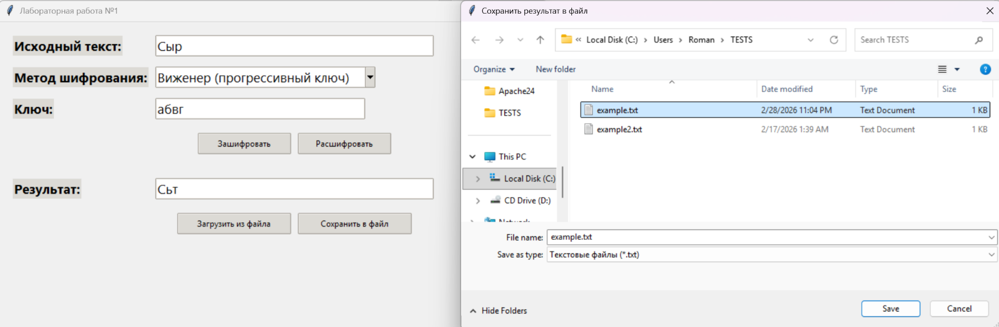 Лабораторная работа №1
Исходный текст: Сыр
Метод шифрования: Виженер (прогрессивный ключ)
Ключ: абвг
Зашифровать Расшифровать
Результат: Сьт
Загрузить из файла Сохранить в файл
Сохранить результат в файл
« Local Disk (C:) › Users › Roman › TESTS
Search TESTS
Organize New folder
Apache24
TESTS
This PC
Local Disk (C:)
CD Drive (D:)
Network
Name Date modified Type Size
example.txt 2/28/2026 11:04 PM Text Document 1 KB
example2.txt 2/17/2026 1:39 AM Text Document 1 KB
File name: example.txt
Save as type: Текстовые файлы (*.txt)
Hide Folders Save Cancel